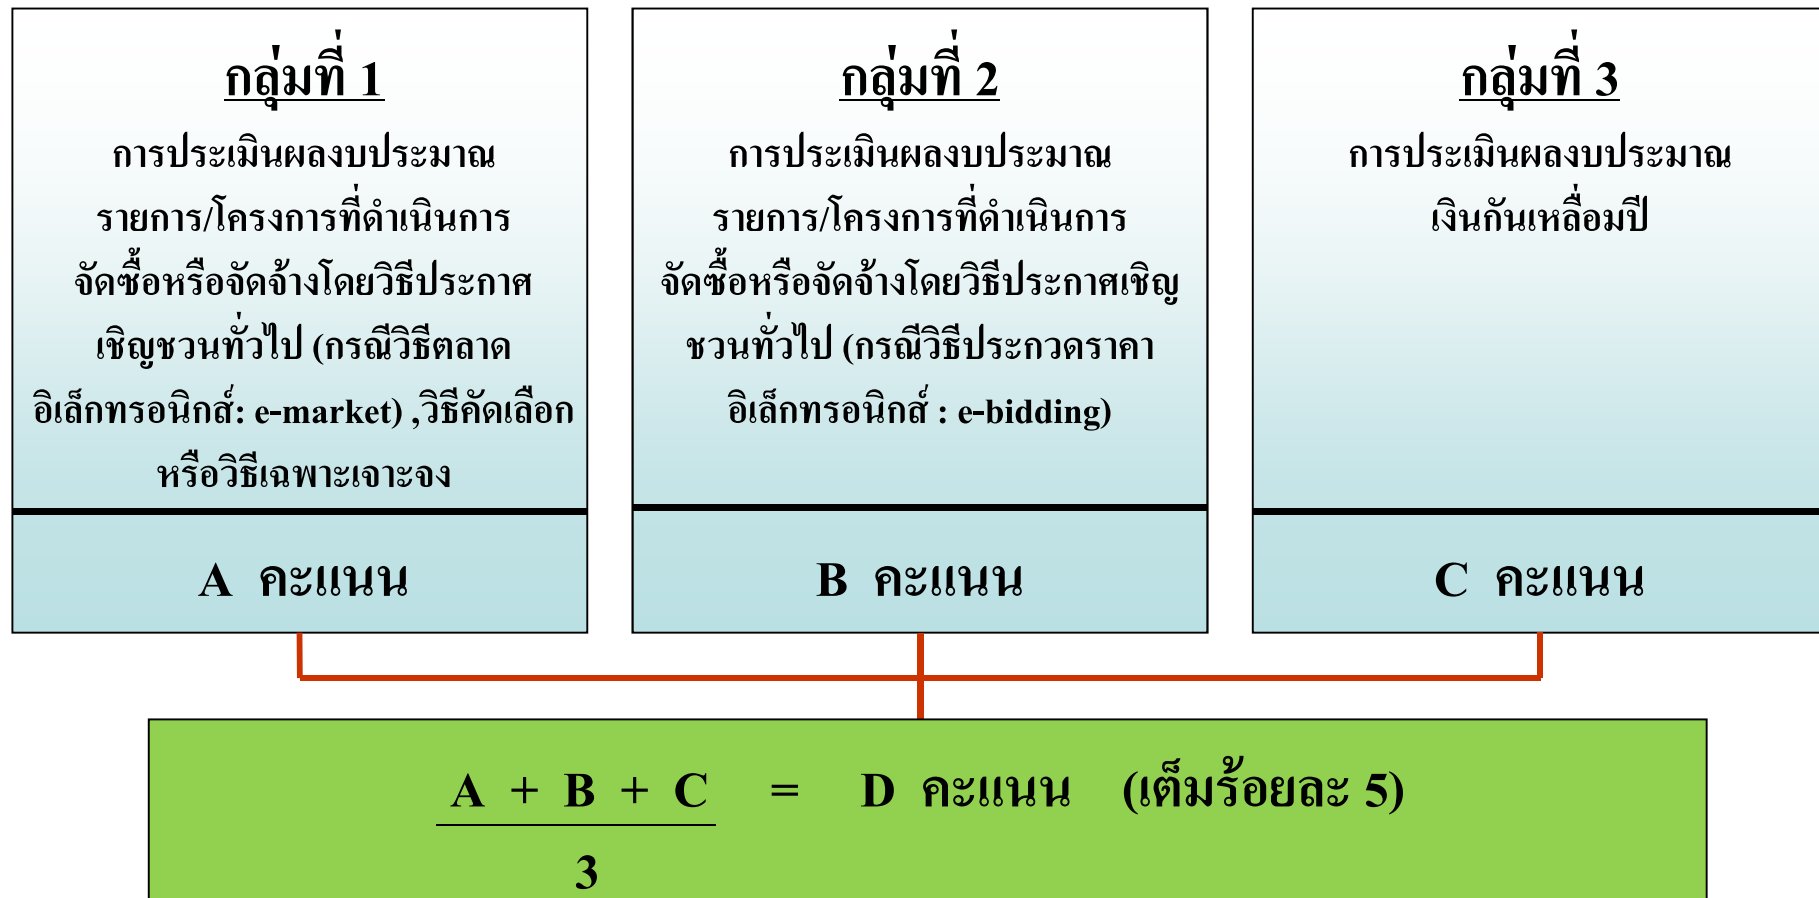 กลุ่มที่ 1
การประเมินผลงบประมาณ
รายการ/โครงการที่ดำเนินการ
จัดซื้อหรือจัดจ้างโดยวิธีประกาศ
เชิญชวนทั่วไป (กรณีวิธีตลาด
อิเล็กทรอนิกส์: e-market) ,วิธีคัดเลือก
หรือวิธีเฉพาะเจาะจง
A คะแนน
กลุ่มที่ 2
การประเมินผลงบประมาณ
รายการ/โครงการที่ดำเนินการ
จัดซื้อหรือจัดจ้างโดยวิธีประกาศเชิญ
ชวนทั่วไป (กรณีวิธีประกวดราคา
อิเล็กทรอนิกส์ : e-bidding)
B คะแนน
กลุ่มที่ 3
การประเมินผลงบประมาณ
เงินกันเหลื่อมปี
C คะแนน
A + B + C = D คะแนน (เต็มร้อยละ 5)
3